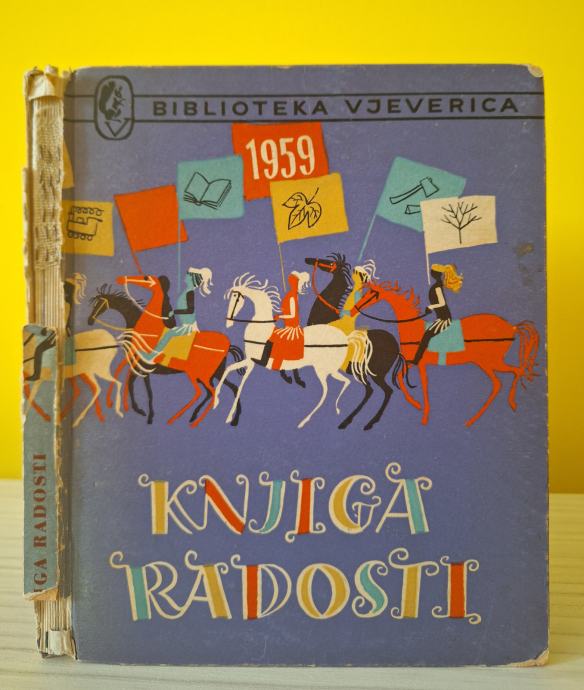 BIBLIOTEKA VJEVERICA
1959
KNJIGA
RADOSTI
GA RADOSTI